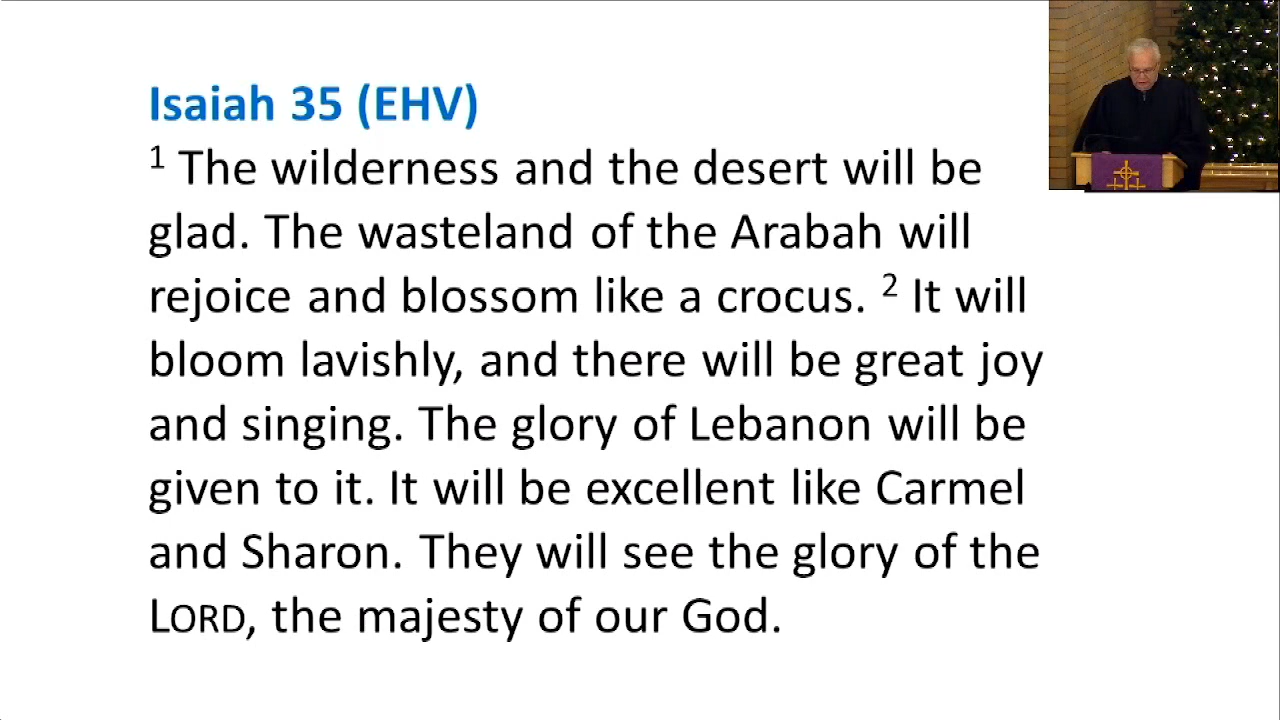 Isaiah 35 (EHV)
¹ The wilderness and the desert will be
glad. The wasteland of the Arabah will
rejoice and blossom like a crocus. ² It will
bloom lavishly, and there will be great joy
and singing. The glory of Lebanon will be
given to it. It will be excellent like Carmel
and Sharon. They will see the glory of the
LORD, the majesty of our God.